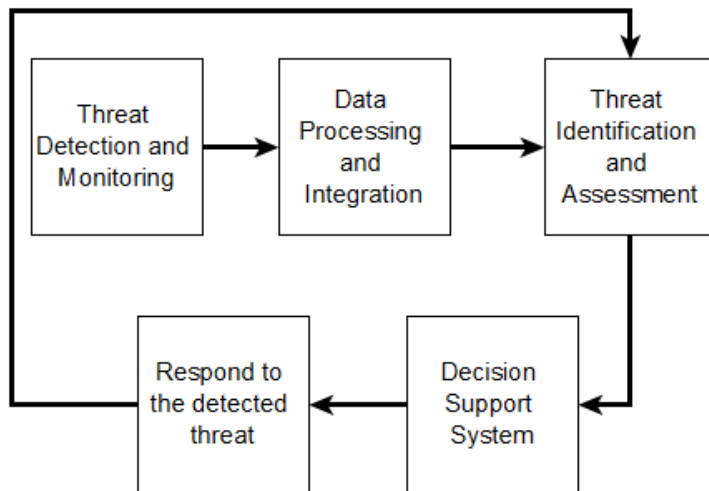 Threat
Detection and
Monitoring
Data
Processing
and
Integration
Threat
Identification
and
Assessment
Respond to
the detected
threat
Decision
Support
System